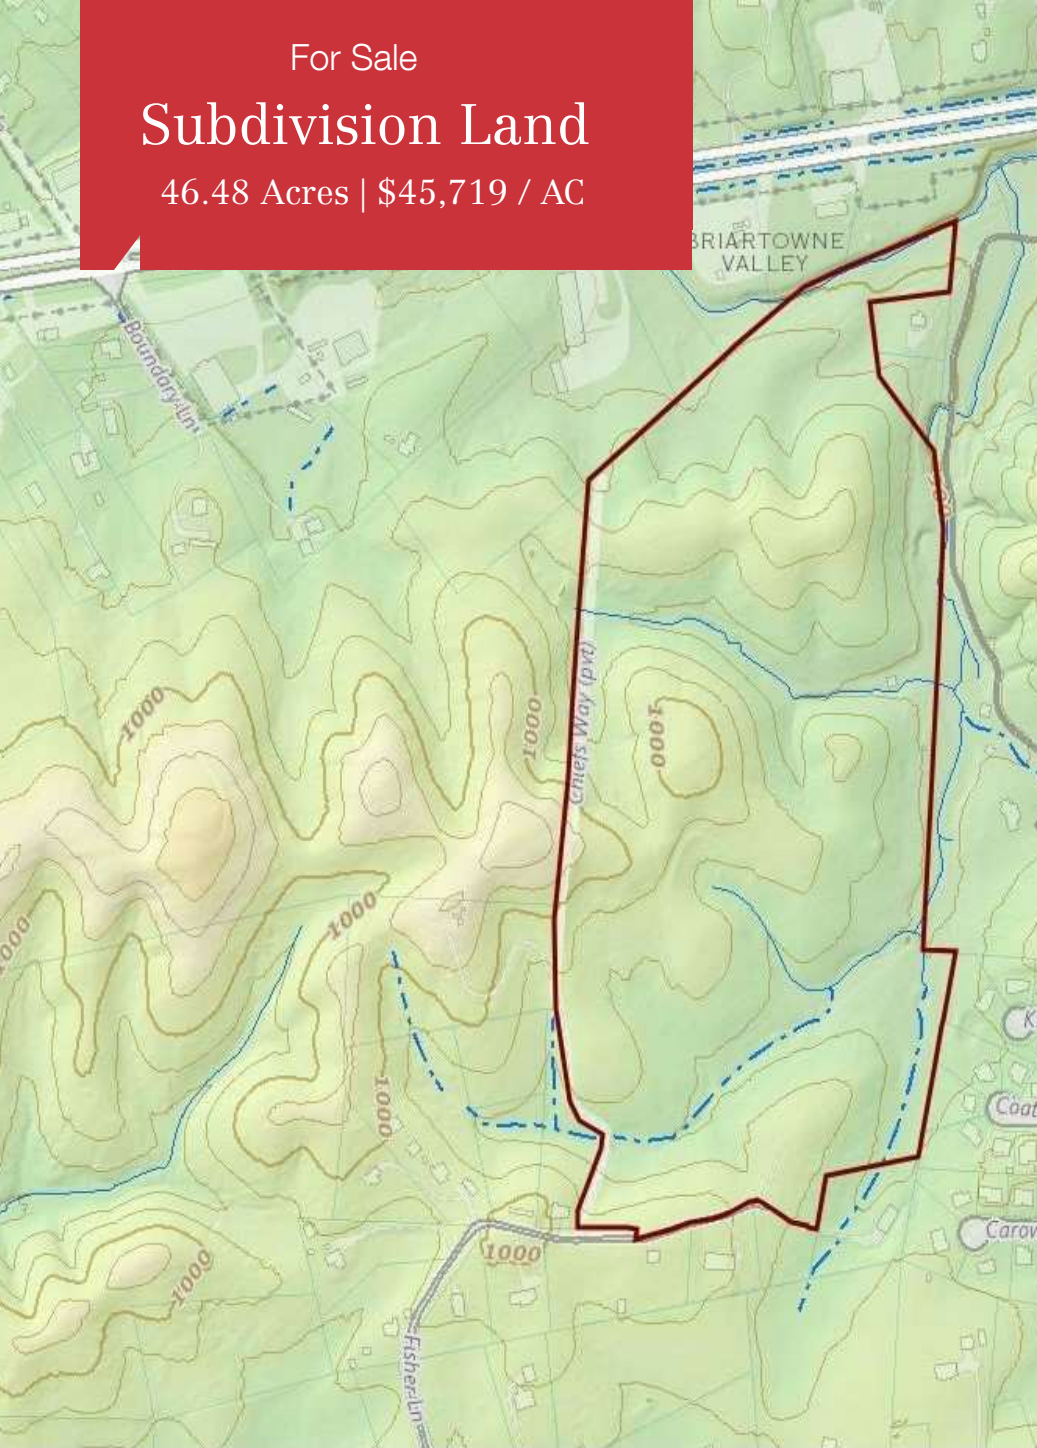 For Sale
Subdivision Land
46.48 Acres | $45,719 / AC
BRIARTOWNE
VALLEY
Boundary Ln
1000
1000
Chiefs Way (pvt)
1000
1000
1000
1000
1000
1000
Fisher Ln